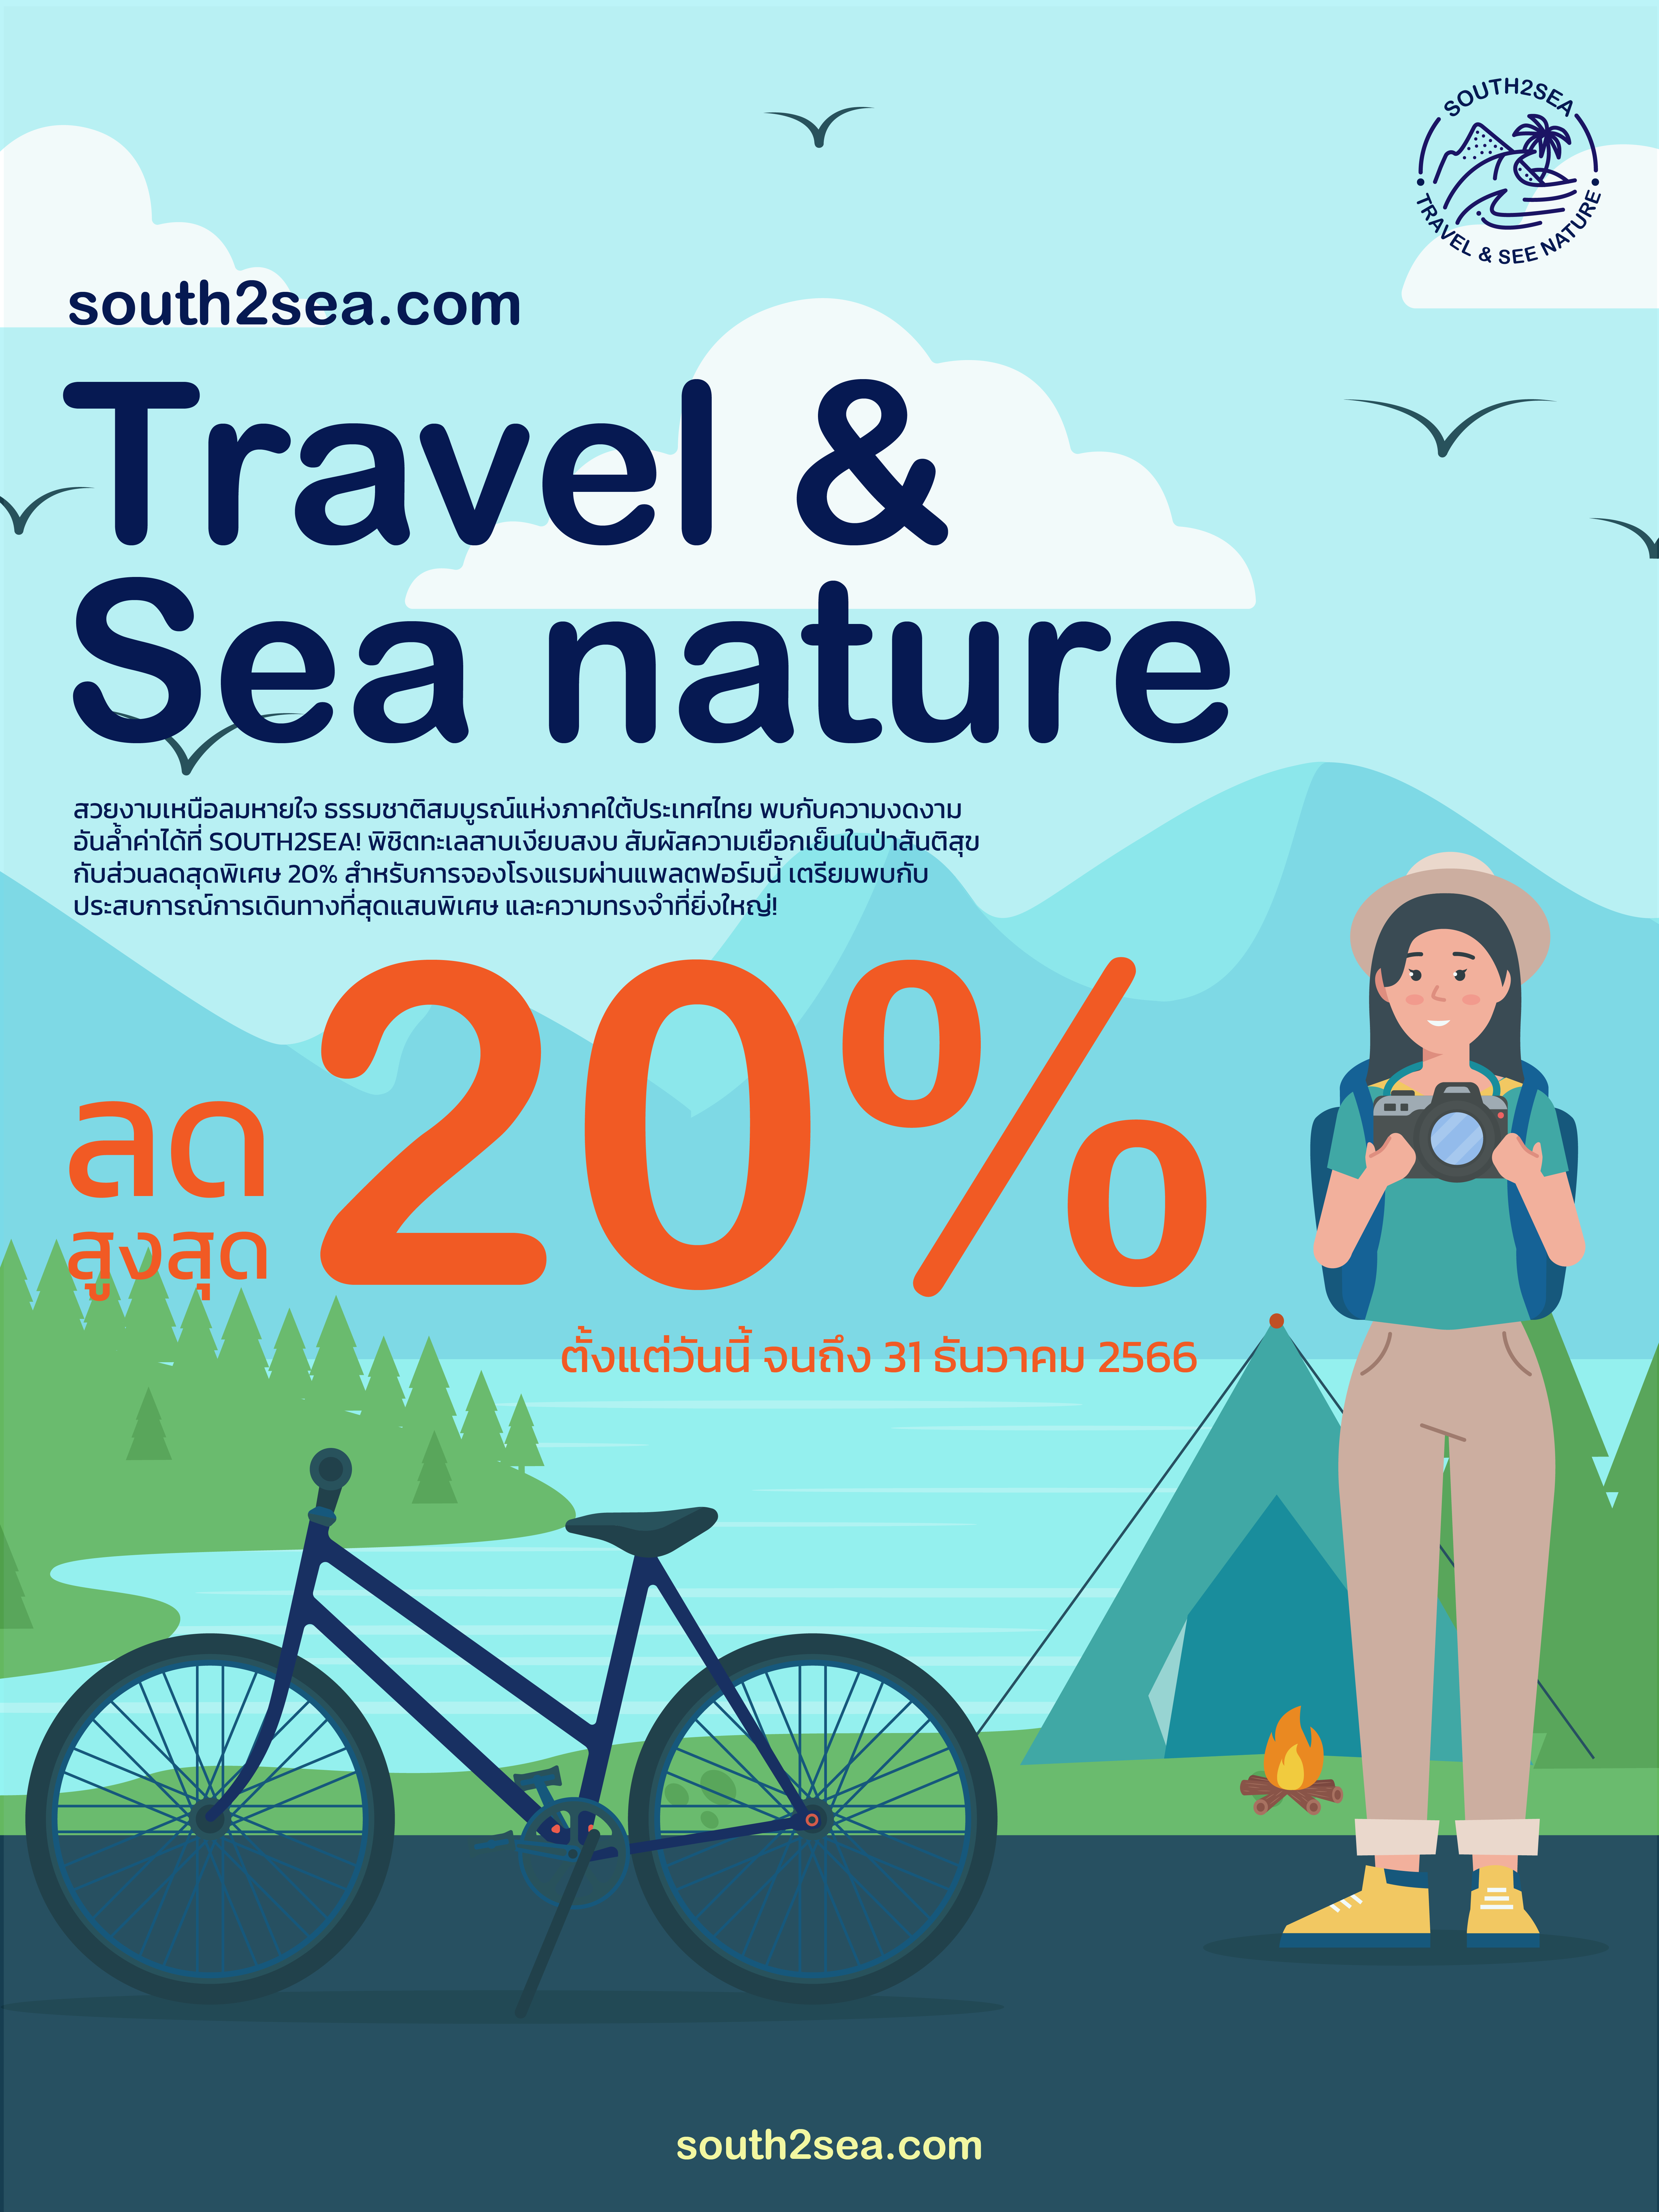 SOUTH2SEA
TRAVEL & SEE NATURE
south2sea.com
Travel &
Sea nature
สวยงามเหนือลมหายใจ ธรรมชาติสมบูรณ์แห่งภาคใต้ประเทศไทย พบกับความงดงาม
อันล้ำค่าได้ที่ SOUTH2SEA! พิชิตทะเลสาบเงียบสงบ สัมผัสความเยือกเย็นในป่าสันติสุข
กับส่วนลดสุดพิเศษ 20% สำหรับการจองโรงแรมผ่านแพลตฟอร์มนี้ เตรียมพบกับ
ประสบการณ์การเดินทางที่สุดแสนพิเศษ และความทรงจำที่ยิ่งใหญ่!
ลด
สูงสุด
20%
ตั้งแต่วันนี้ จนถึง 31 ธันวาคม 2566
south2sea.com